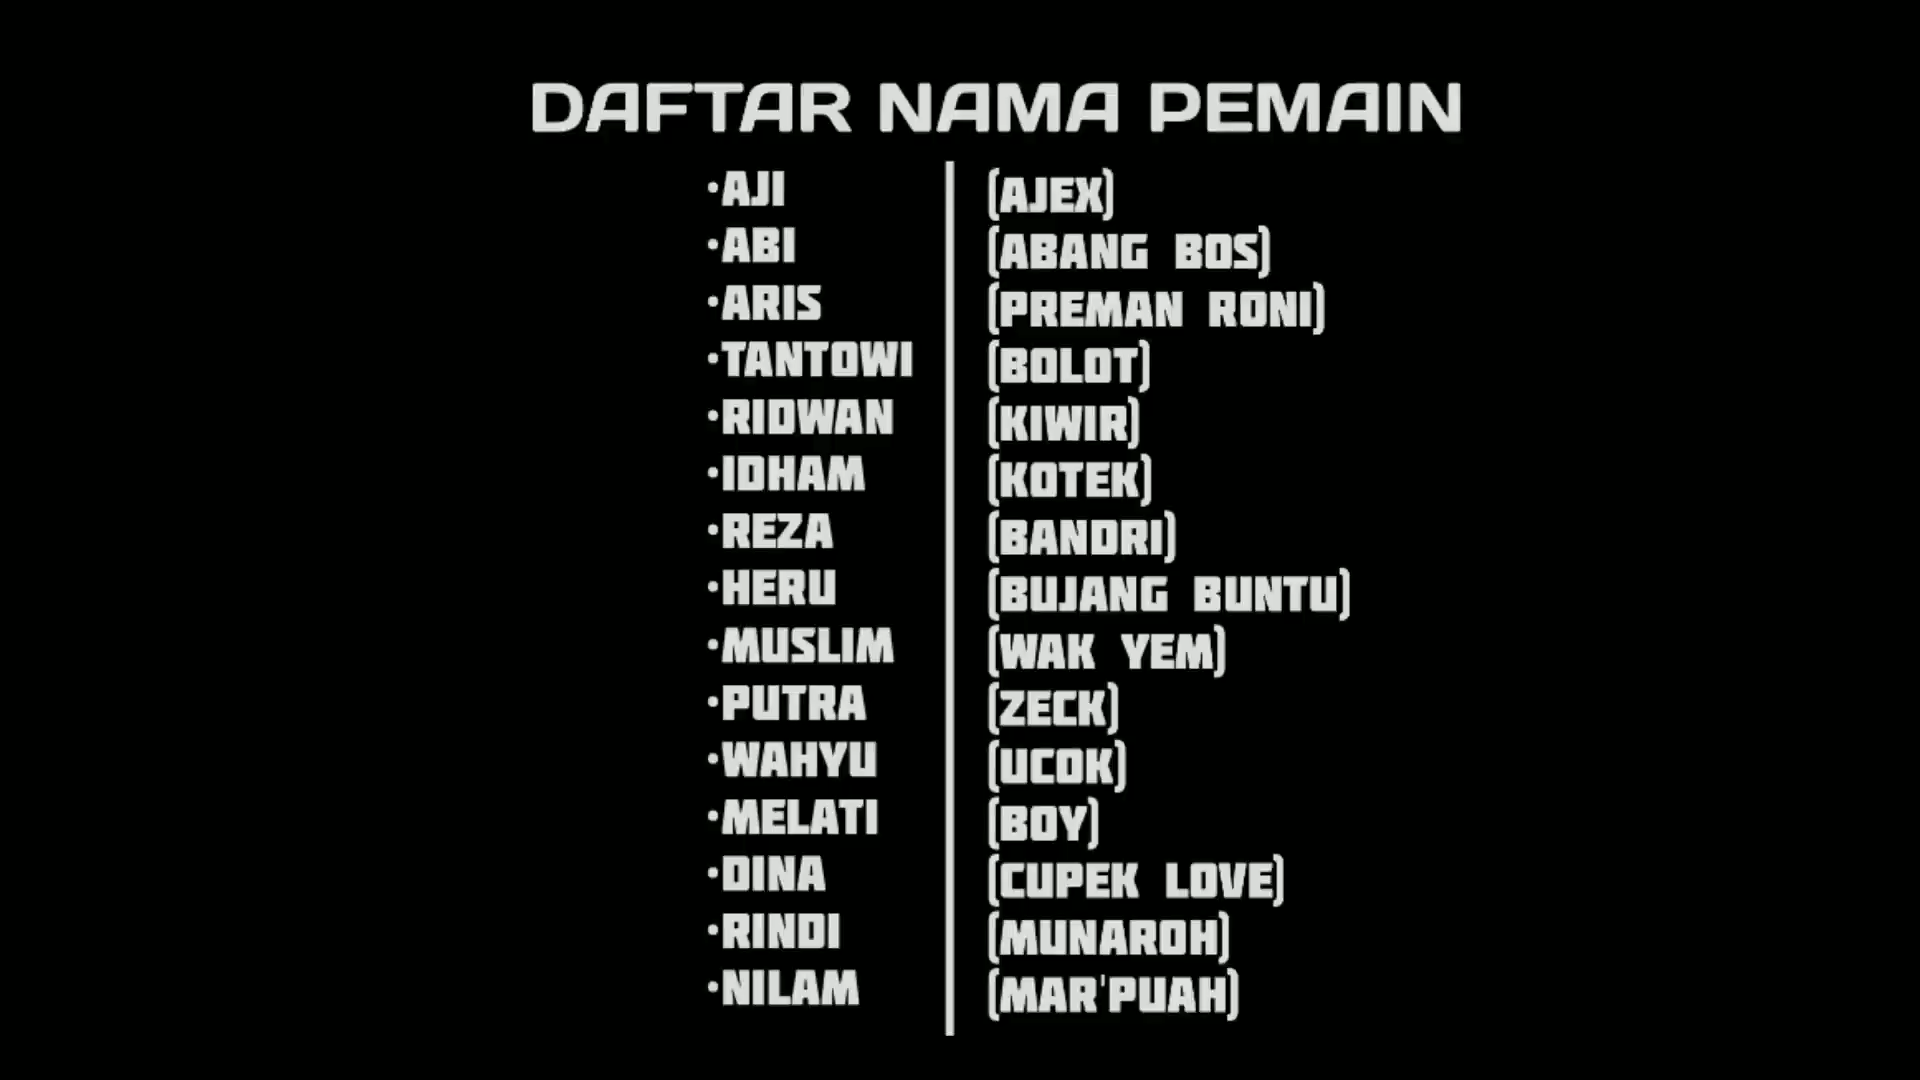 DAFTAR NAMA PEMAIN
•AJI (AJEX)
•ABI (ABANG BOS)
•ARIS (PREMAN RONI)
•TANTOWI (BOLOT)
•RIDWAN (KIWIR)
•IDHAM (KOTEK)
•REZA (BANDRI)
•HERU (BUJANG BUNTU)
•MUSLIM (WAK YEM)
•PUTRA (ZECK)
•WAHYU (UCOK)
•MELATI (BOY)
•DINA (CUPEK LOVE)
•RINDI (MUNAROH)
•NILAM (MAR'PUAH)